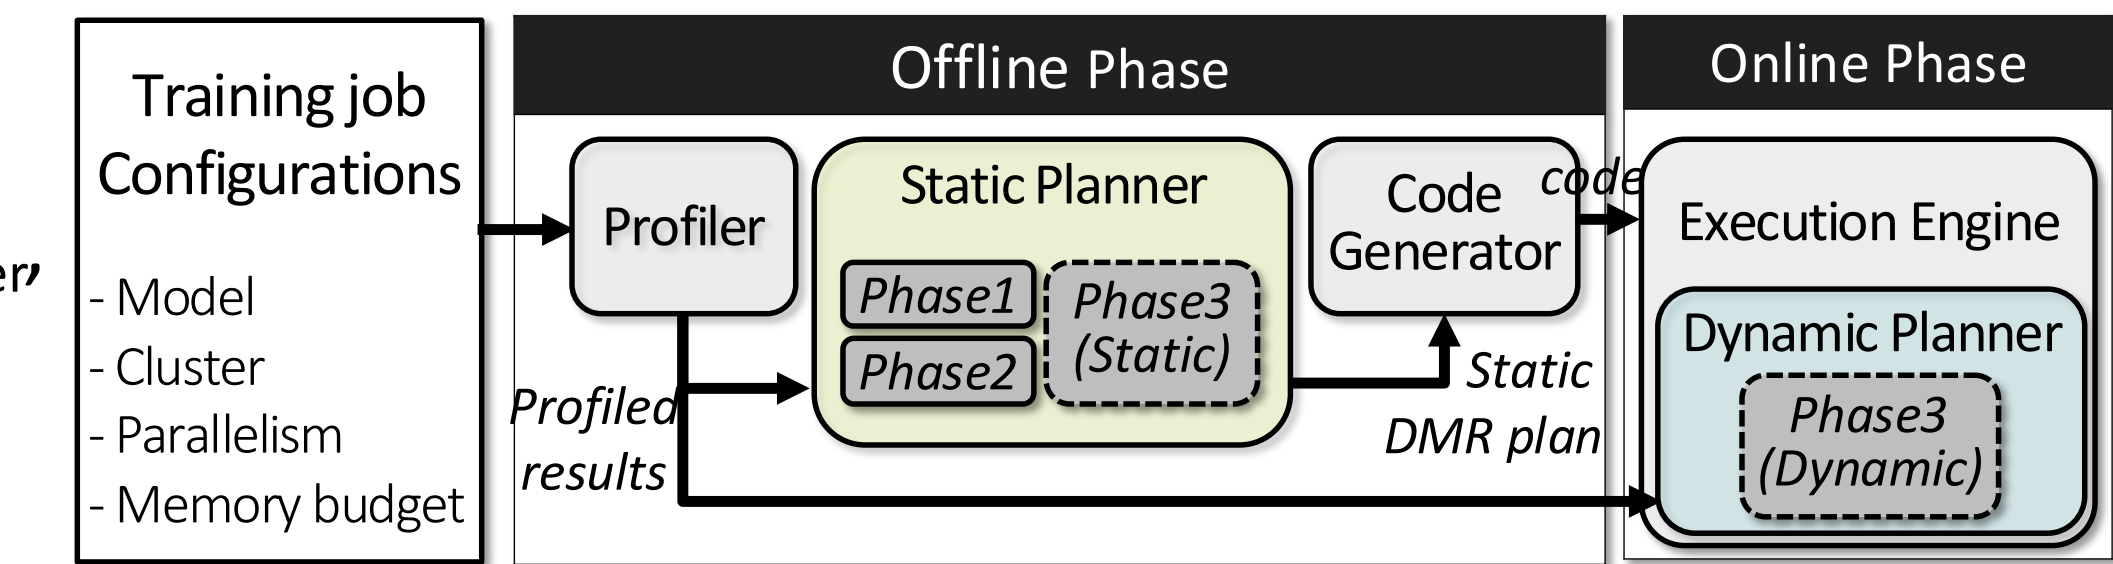 Training job
Configurations
- Model
- Cluster
- Parallelism
- Memory budget
Offline Phase
Profiler
Profiled
results
Static Planner
Phase1
Phase2
Phase3
(Static)
Code
Generator
code
Static
DMR plan
Online Phase
Execution Engine
Dynamic Planner
Phase3
(Dynamic)